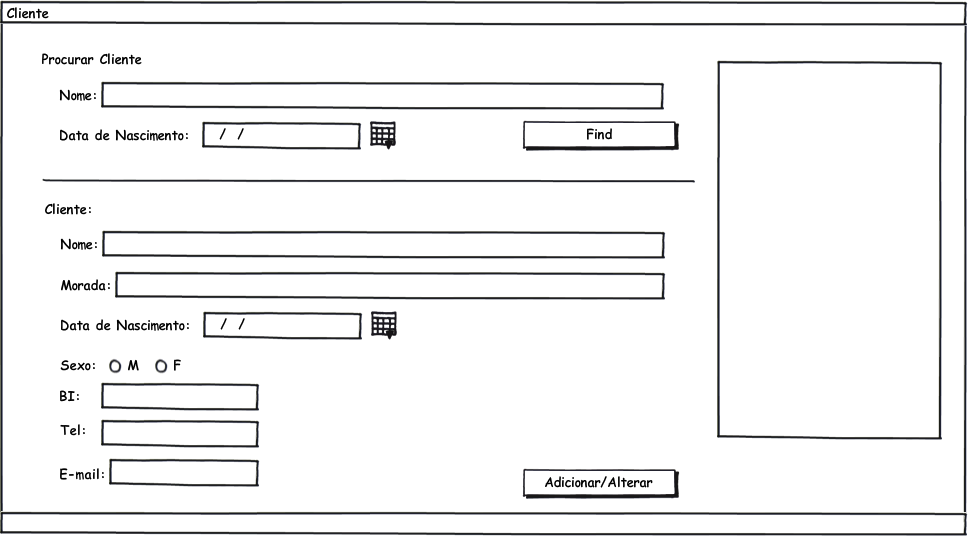 Cliente
Procurar Cliente
Nome:
Data de Nascimento: / /
Find
Cliente:
Nome:
Morada:
Data de Nascimento: / /
Sexo: M F
BI:
Tel:
E-mail:
Adicionar/Alterar